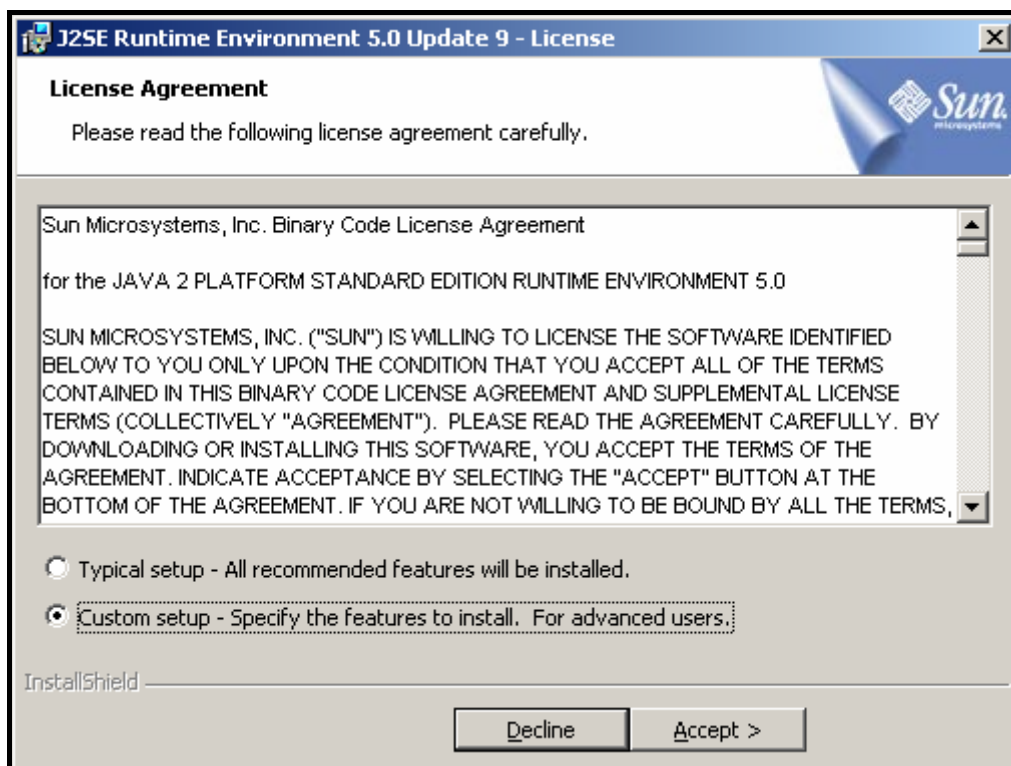 J2SE Runtime Environment 5.0 Update 9 - License
License Agreement
Please read the following license agreement carefully.
Sun
microsystems
Sun Microsystems, Inc. Binary Code License Agreement
for the JAVA 2 PLATFORM STANDARD EDITION RUNTIME ENVIRONMENT 5.0
SUN MICROSYSTEMS, INC. ("SUN") IS WILLING TO LICENSE THE SOFTWARE IDENTIFIED
BELOW TO YOU ONLY UPON THE CONDITION THAT YOU ACCEPT ALL OF THE TERMS
CONTAINED IN THIS BINARY CODE LICENSE AGREEMENT AND SUPPLEMENTAL LICENSE
TERMS (COLLECTIVELY "AGREEMENT").  PLEASE READ THE AGREEMENT CAREFULLY.  BY
DOWNLOADING OR INSTALLING THIS SOFTWARE, YOU ACCEPT THE TERMS OF THE
AGREEMENT. INDICATE ACCEPTANCE BY SELECTING THE "ACCEPT" BUTTON AT THE
BOTTOM OF THE AGREEMENT. IF YOU ARE NOT WILLING TO BE BOUND BY ALL THE TERMS,
Typical setup - All recommended features will be installed.
Custom setup - Specify the features to install.  For advanced users.
InstallShield
Decline
Accept >